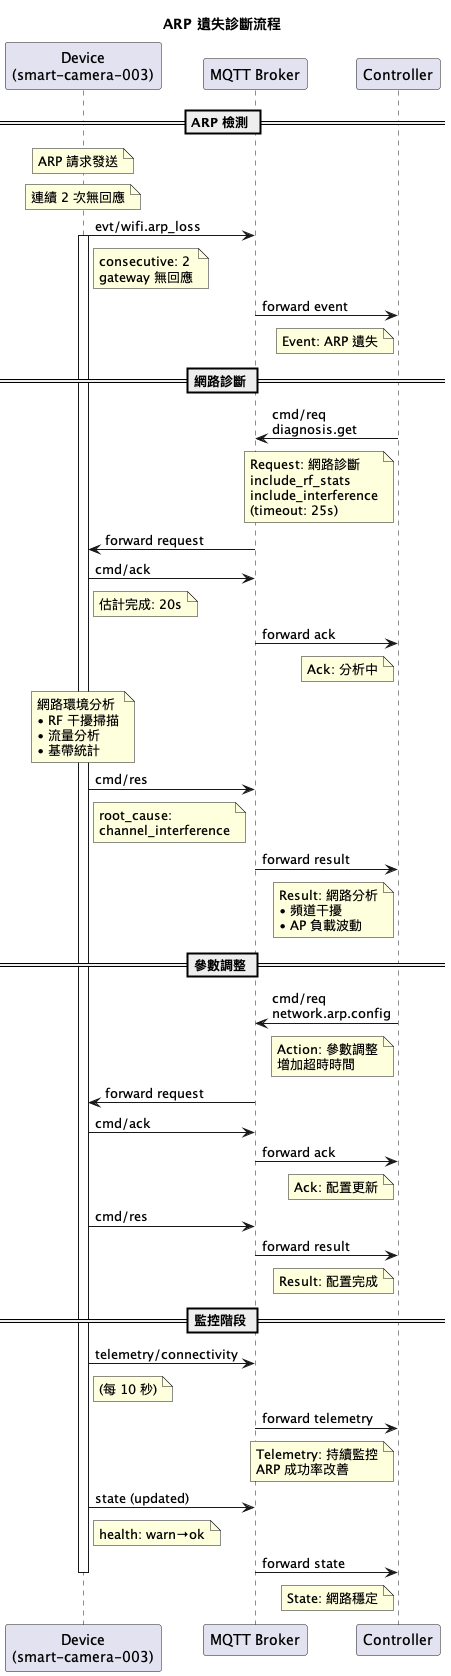 ARP 遺失診斷流程
Device
(smart-camera-003)
MQTT Broker
Controller
ARP 檢測
ARP 請求發送
連續 2 次無回應
evt/wifi.arp_loss
consecutive: 2
gateway 無回應
forward event
Event: ARP 遺失
網路診斷
cmd/req
diagnosis.get
Request: 網路診斷
include_rf_stats
include_interference
(timeout: 25s)
forward request
cmd/ack
估計完成: 20s
forward ack
Ack: 分析中
網路環境分析
• RF 干擾掃描
• 流量分析
• 基帶統計
cmd/res
root_cause:
channel_interference
forward result
Result: 網路分析
• 頻道干擾
• AP 負載波動
參數調整
cmd/req
network.arp.config
Action: 參數調整
增加超時時間
forward request
cmd/ack
forward ack
Ack: 配置更新
cmd/res
forward result
Result: 配置完成
監控階段
telemetry/connectivity
(每 10 秒)
forward telemetry
Telemetry: 持續監控
ARP 成功率改善
state (updated)
health: warn→ok
forward state
State: 網路穩定
Device
(smart-camera-003)
MQTT Broker
Controller